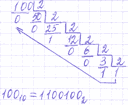 100 | 2
0 50 | 2
0 25 | 2
1 12 | 2
0 6 | 2
0 3 | 2
1 1
100₁₀ = 1100100₂